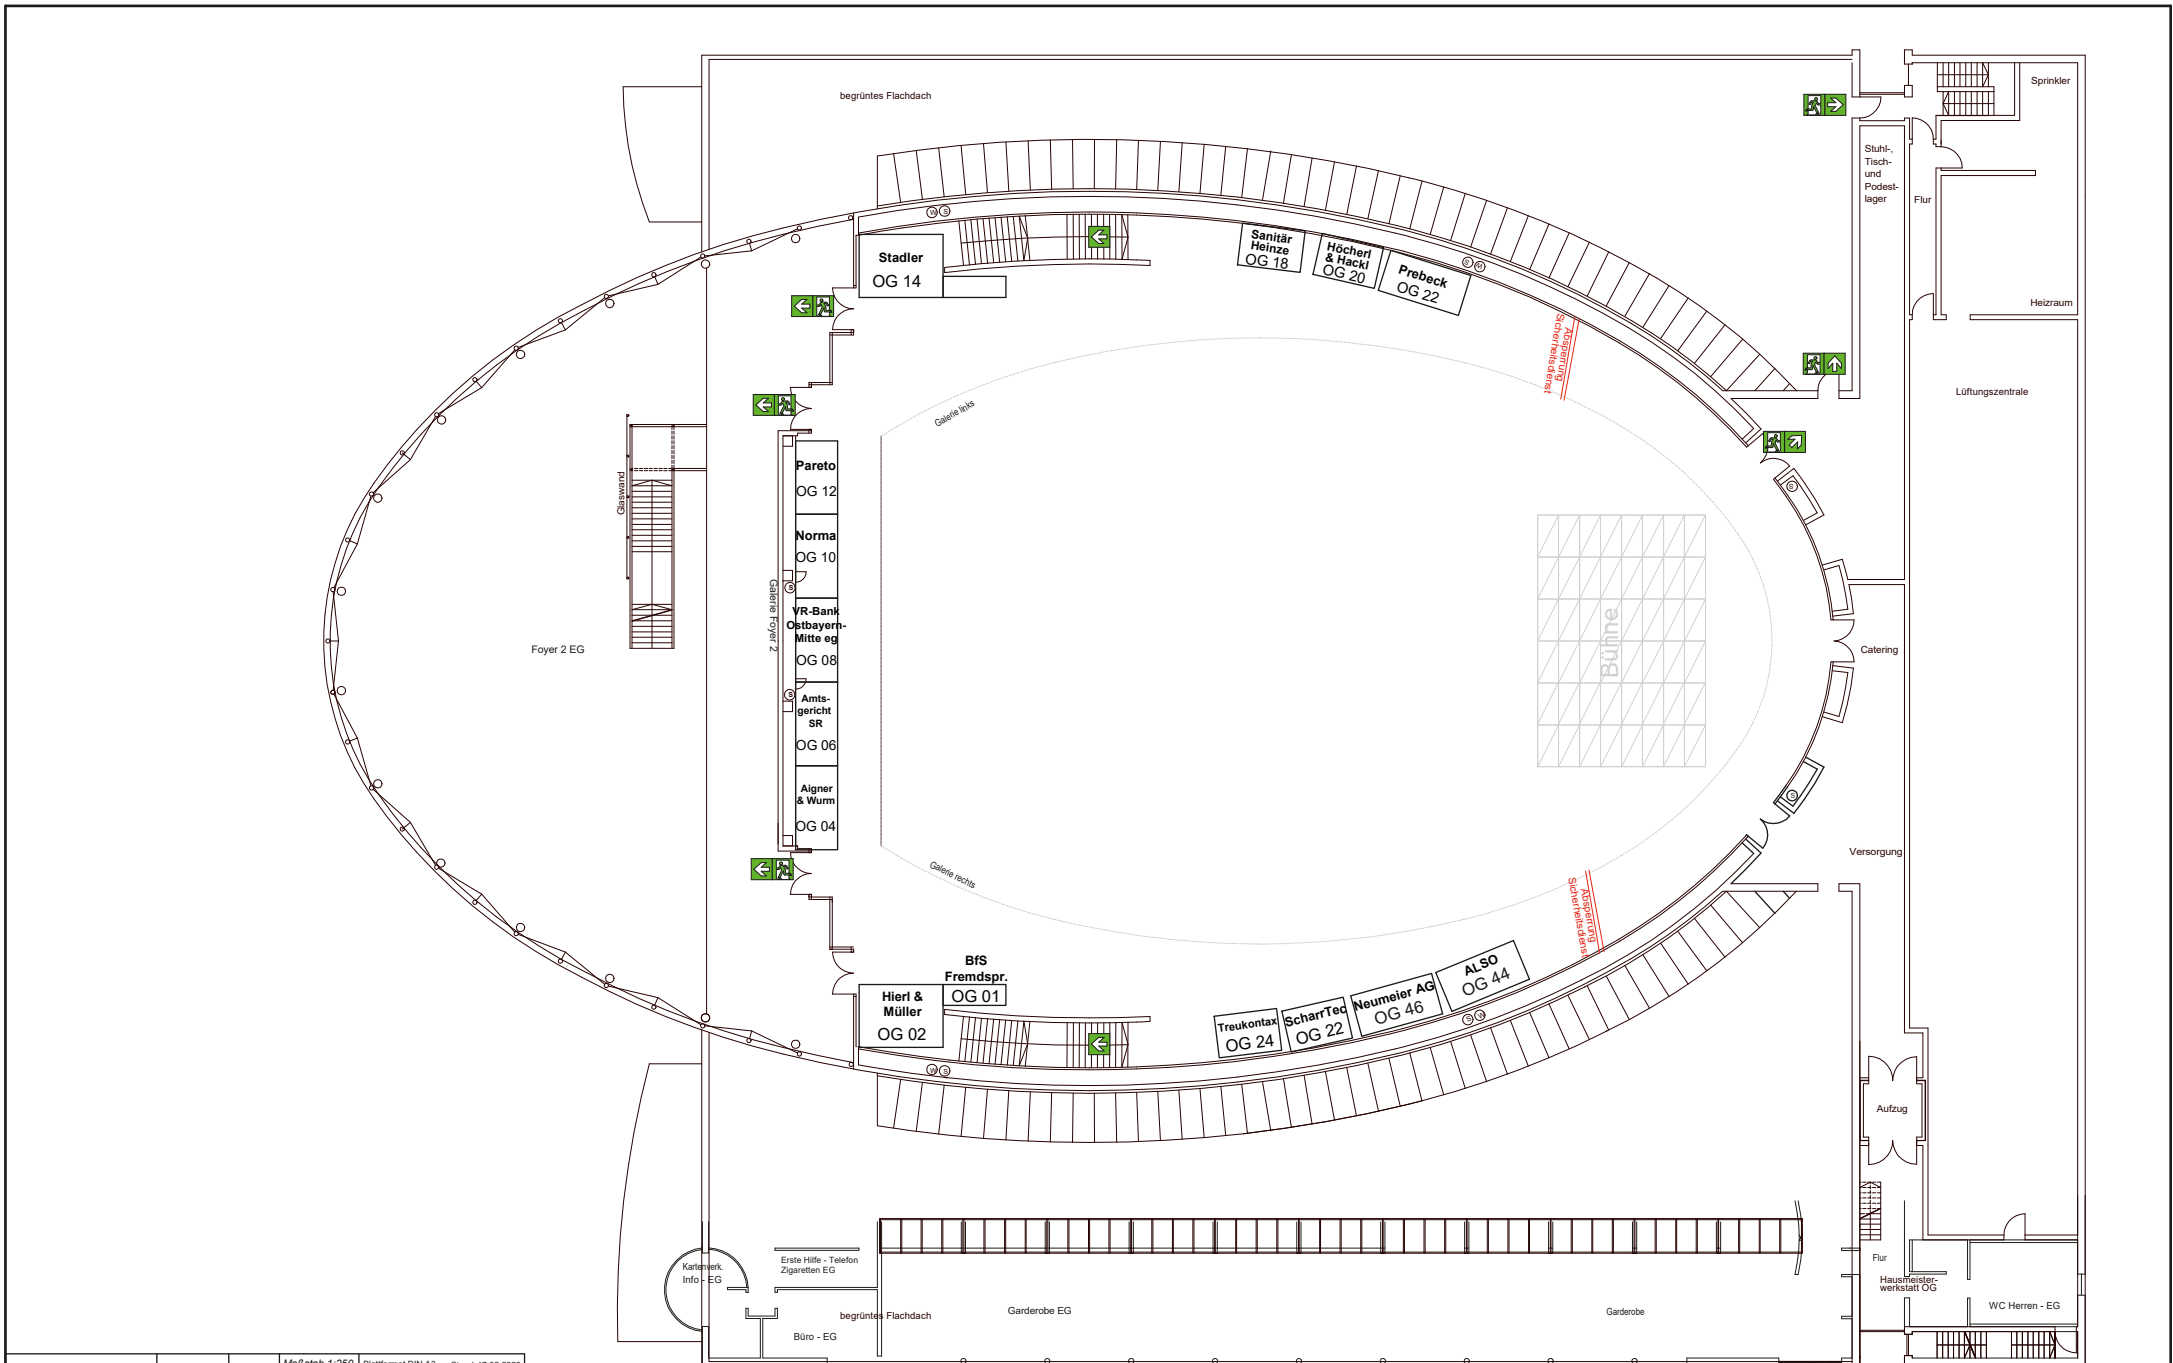 begrüntes Flachdach
Sprinkler
Stuhl-,
Tisch-
und
Podest-
lager
Flur
Heizraum
Lüftungszentrale
W S
Stadler
OG 14
Sanitär
Heinze
OG 18
Höcherl
& Hackl
OG 20
Prebeck
OG 22
S W
Absperrung
Sicherheitsdienst
Galerie links
Glaswand
Pareto
OG 12
Norma
OG 10
S
VR-Bank
Ostbayern-
Mitte eg
OG 08
Galerie Foyer 2
S
Amts-
gericht
SR
OG 06
Aigner
& Wurm
OG 04
Foyer 2 EG
Bühne
S
Catering
S
Versorgung
Galerie rechts
Absperrung
Sicherheitsdienst
BfS
Fremdspr.
OG 01
Hierl &
Müller
OG 02
Treukontax
OG 24
ScharrTec
OG 22
Neumeier AG
OG 46
ALSO
OG 44
S W
W S
Aufzug
Kartenverk.
Info - EG
Erste Hilfe - Telefon
Zigaretten EG
begrüntes Flachdach
Büro - EG
Garderobe EG
Garderobe
Flur
Hausmeister-
werkstatt OG
WC Herren - EG
Maßstab 1:250